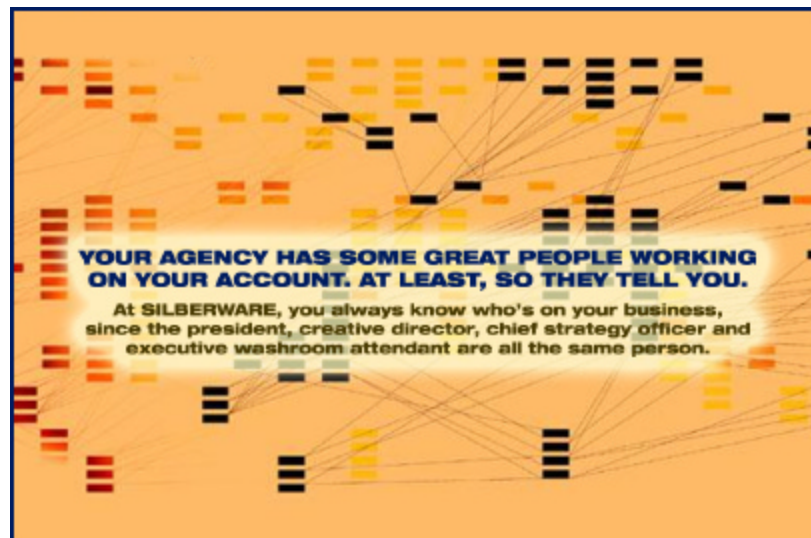 YOUR AGENCY HAS SOME GREAT PEOPLE WORKING
ON YOUR ACCOUNT. AT LEAST, SO THEY TELL YOU.
At SILBERWARE, you always know who's on your business,
since the president, creative director, chief strategy officer and
executive washroom attendant are all the same person.